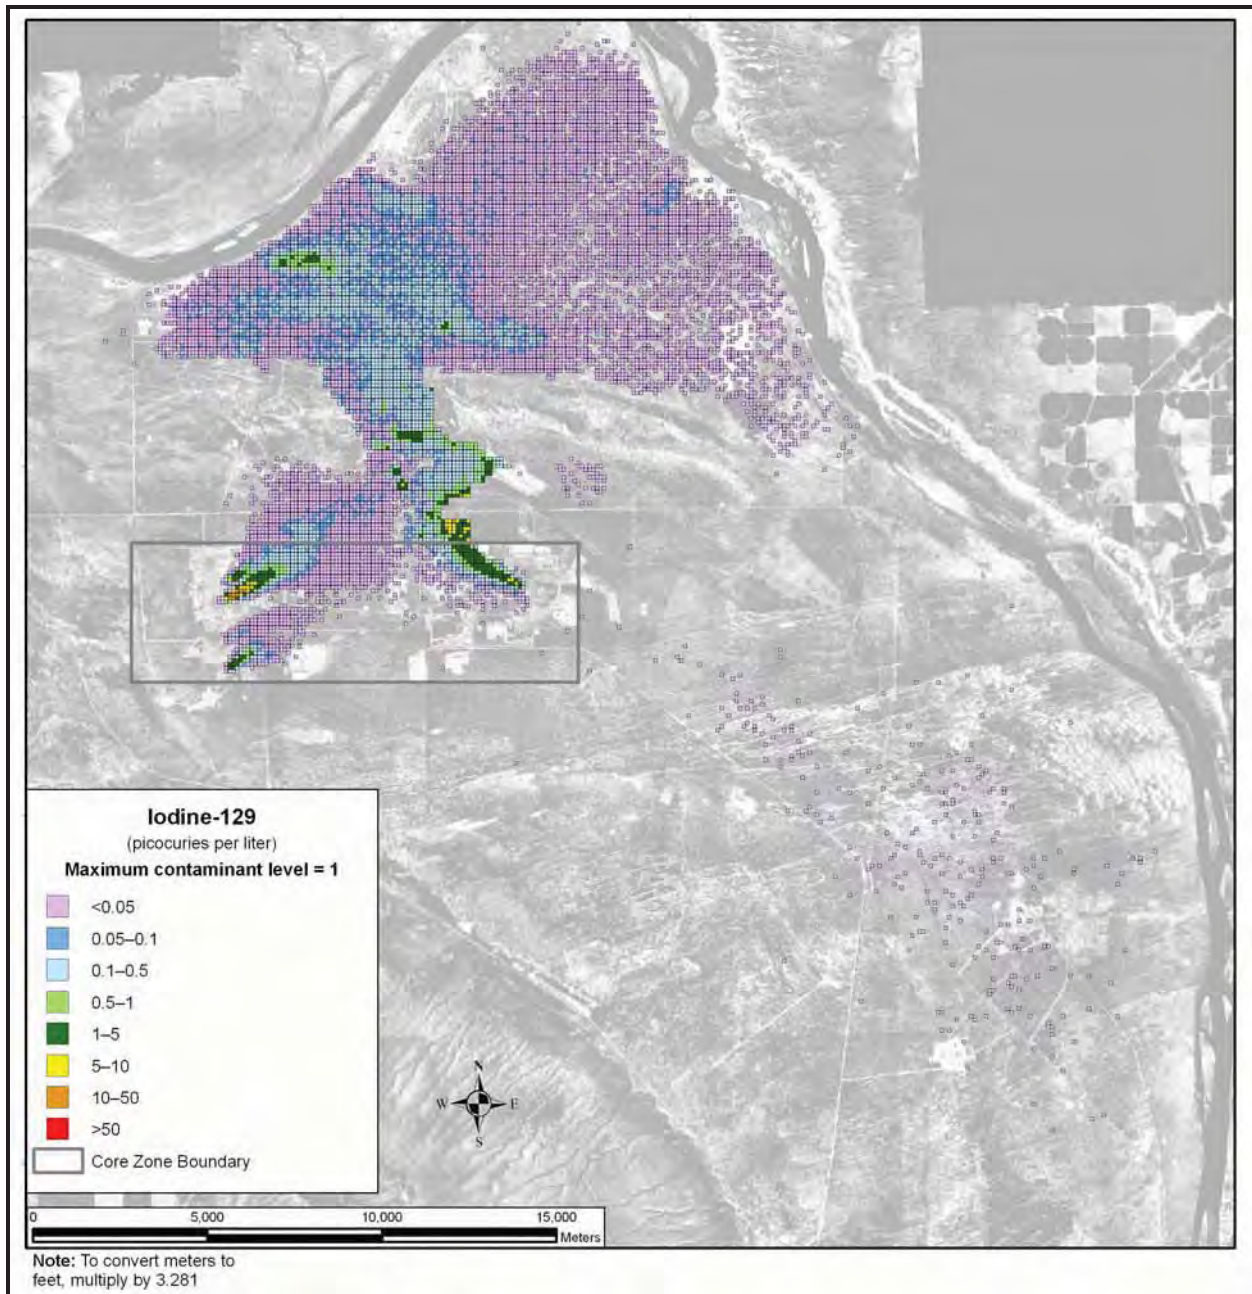 Iodine-129
(picocuries per liter)
Maximum contaminant level = 1
<0.05
0.05–0.1
0.1–0.5
0.5–1
1–5
5–10
10–50
>50
Core Zone Boundary
N
W E
S
0 5,000 10,000 15,000
Meters
Note: To convert meters to
feet, multiply by 3.281